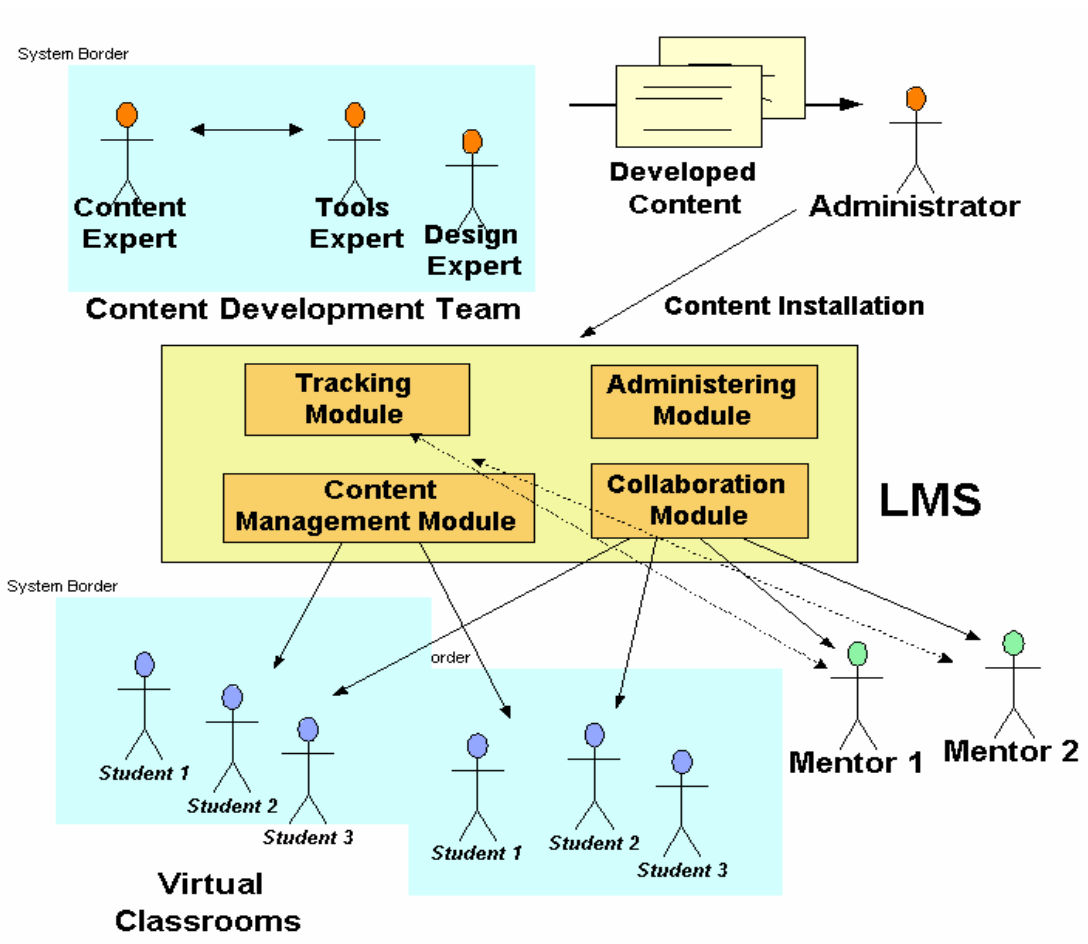 System Border
Content
Expert
Tools
Expert
Design
Expert
Content Development Team
Developed
Content
Administrator
Content Installation
Tracking
Module
Administering
Module
Content
Management Module
Collaboration
Module
LMS
System Border
order
Student 1
Student 2
Student 3
Student 1
Student 2
Student 3
Mentor 1
Mentor 2
Virtual
Classrooms